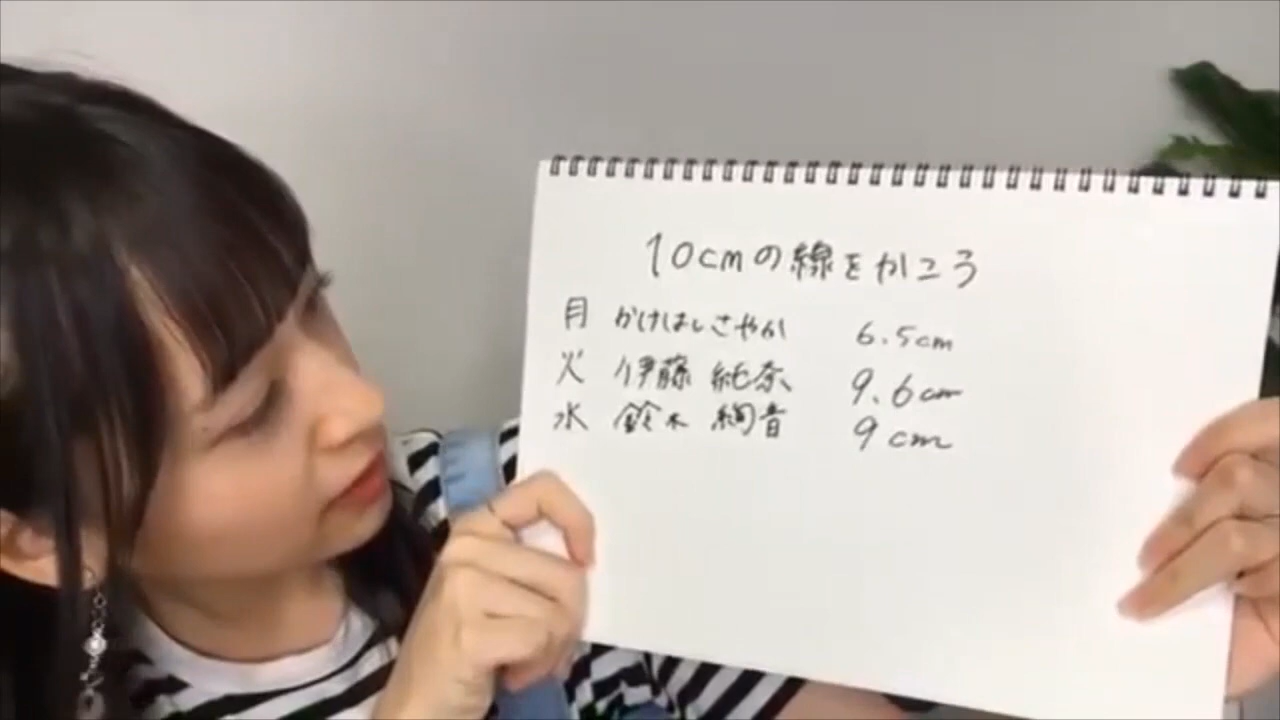 10cmの線をかこう
月 かけはしさやか 6.5cm
火 伊藤 純奈 9.6cm
水 鈴木 絢音 9cm